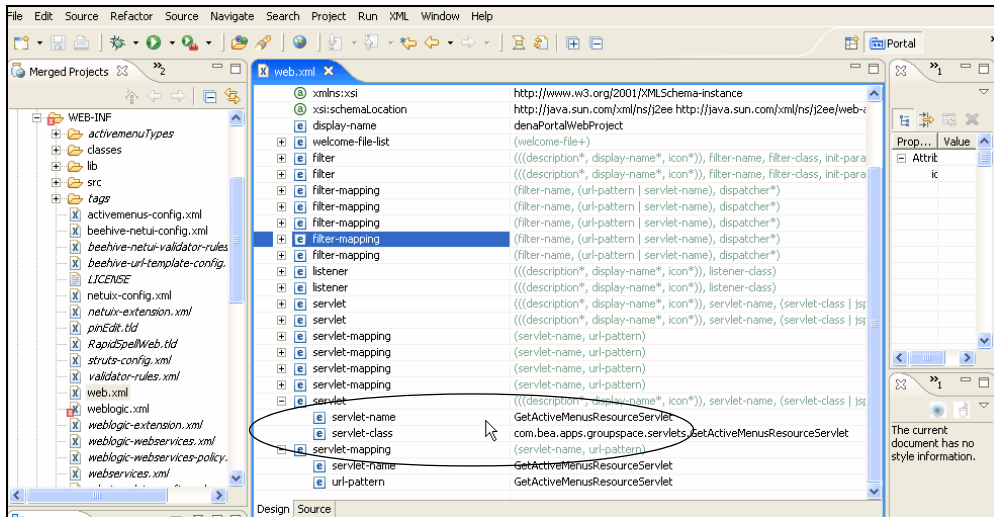 File Edit Source Refactor Source Navigate Search Project Run XML Window Help
Portal
Merged Projects
2
web.xml
1
WEB-INF
activemenuTypes
classes
lib
src
tags
activemenus-config.xml
beehive-netui-config.xml
beehive-netui-validator-rules
beehive-url-template-config.
LICENSE
netuix-config.xml
netuix-extension.xml
pinEdit.tld
RapidSpellWeb.tld
struts-config.xml
validator-rules.xml
web.xml
weblogic.xml
weblogic-extension.xml
weblogic-webservices.xml
weblogic-webservices-policy.
webservices.xml
xmlns:xsi http://www.w3.org/2001/XMLSchema-instance
xsi:schemaLocation http://java.sun.com/xml/ns/j2ee http://java.sun.com/xml/ns/j2ee/web-a
display-name denaPortalWebProject
welcome-file-list (welcome-file+)
filter (((description*, display-name*, icon*)), filter-name, filter-class, init-para
filter (((description*, display-name*, icon*)), filter-name, filter-class, init-para
filter-mapping (filter-name, (url-pattern | servlet-name), dispatcher*)
filter-mapping (filter-name, (url-pattern | servlet-name), dispatcher*)
filter-mapping (filter-name, (url-pattern | servlet-name), dispatcher*)
filter-mapping (filter-name, (url-pattern | servlet-name), dispatcher*)
filter-mapping (filter-name, (url-pattern | servlet-name), dispatcher*)
listener (((description*, display-name*, icon*)), listener-class)
listener (((description*, display-name*, icon*)), listener-class)
servlet (((description*, display-name*, icon*)), servlet-name, (servlet-class | jsp
servlet (((description*, display-name*, icon*)), servlet-name, (servlet-class | jsp
servlet-mapping (servlet-name, url-pattern)
servlet-mapping (servlet-name, url-pattern)
servlet-mapping (servlet-name, url-pattern)
servlet-mapping (servlet-name, url-pattern)
servlet (((description*, display-name*, icon*)), servlet-name, (servlet-class | jsp
servlet-name GetActiveMenusResourceServlet
servlet-class com.bea.apps.groupspace.servlets.GetActiveMenusResourceServlet
servlet-mapping (servlet-name, url-pattern)
servlet-name GetActiveMenusResourceServlet
url-pattern GetActiveMenusResourceServlet
Design Source
Prop... Value
Attrib
ic
1
The current
document has no
style information.